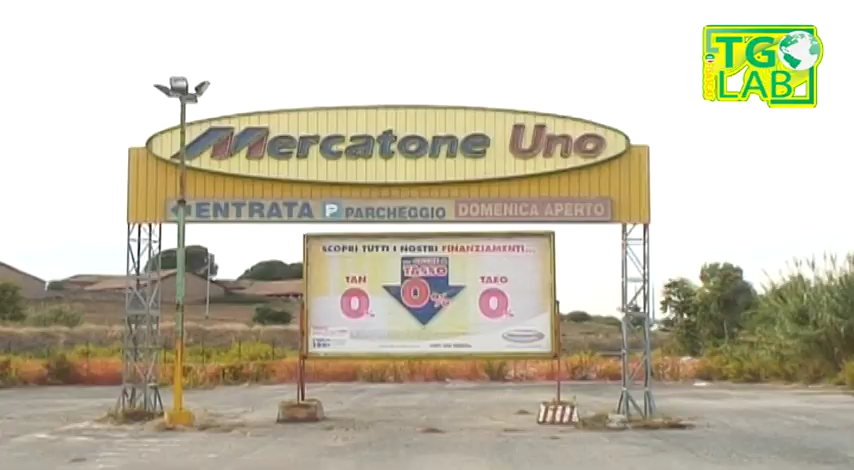 TG
LAB
Mercatone Uno
ENTRATA P PARCHEGGIO DOMENICA APERTO
SCOPRI TUTTI I NOSTRI FINANZIAMENTI...
TASSO
TAN 0% TAEG
0% 0%